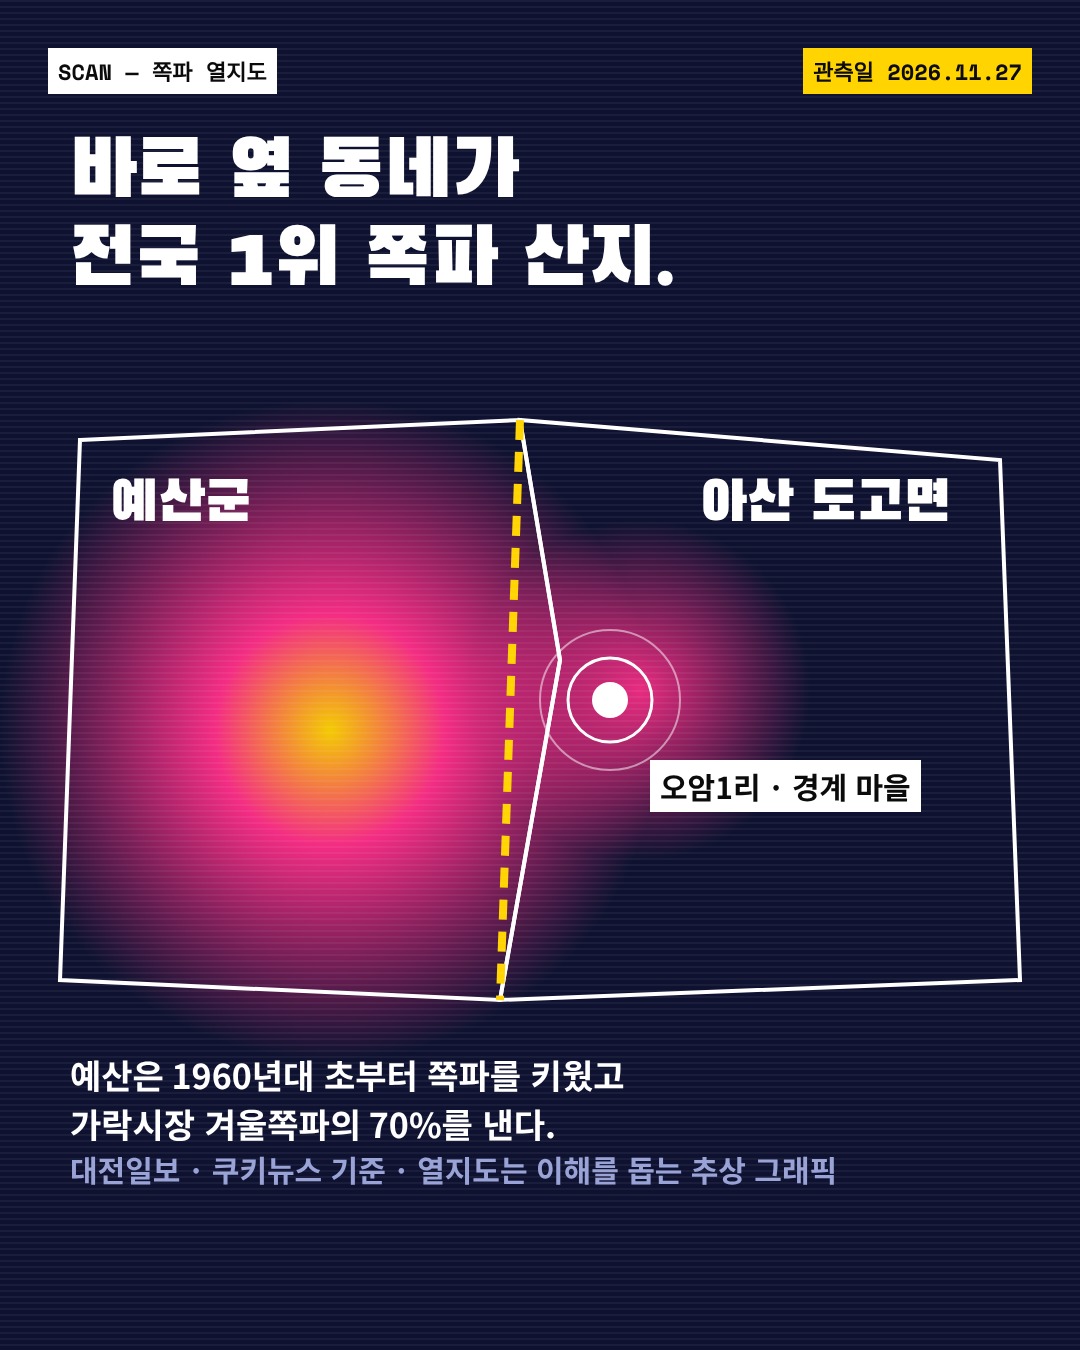 SCAN — 쪽파 열지도
관측일 2026.11.27
바로 옆 동네가
전국 1위 쪽파 산지.
예산군
아산 도고면
오암1리 · 경계 마을
예산은 1960년대 초부터 쪽파를 키웠고
가락시장 겨울쪽파의 70%를 낸다.
대전일보 · 쿠키뉴스 기준 · 열지도는 이해를 돕는 추상 그래픽